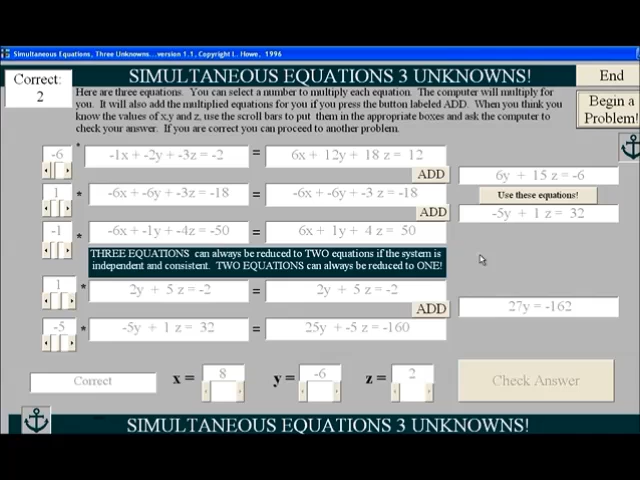 Simultaneous Equations, Three Unknowns...version 1.1, Copyright L. Howe, 1996
Correct:
2
SIMULTANEOUS EQUATIONS 3 UNKNOWNS!
End
Here are three equations. You can select a number to multiply each equation. The computer will multiply for
you. It will also add the multiplied equations for you if you press the button labeled ADD. When you think you
know the values of x,y and z, use the scroll bars to put them in the appropriate boxes and ask the computer to
check your answer. If you are correct you can proceed to another problem.
Begin a
Problem!
-6 * -1x + -2y + -3z = -2 = 6x + 12y + 18 z = 12
ADD
6y + 15 z = -6
1 * -6x + -6y + -3z = -18 = -6x + -6y + -3 z = -18
Use these equations!
ADD
-5y + 1 z = 32
-1 * -6x + -1y + -4z = -50 = 6x + 1y + 4 z = 50
THREE EQUATIONS can always be reduced to TWO equations if the system is
independent and consistent. TWO EQUATIONS can always be reduced to ONE!
1 * 2y + 5 z = -2 = 2y + 5 z = -2
ADD
27y = -162
-5 * -5y + 1 z = 32 = 25y + -5 z = -160
Correct
x = 8
y = -6
z = 2
Check Answer
SIMULTANEOUS EQUATIONS 3 UNKNOWNS!